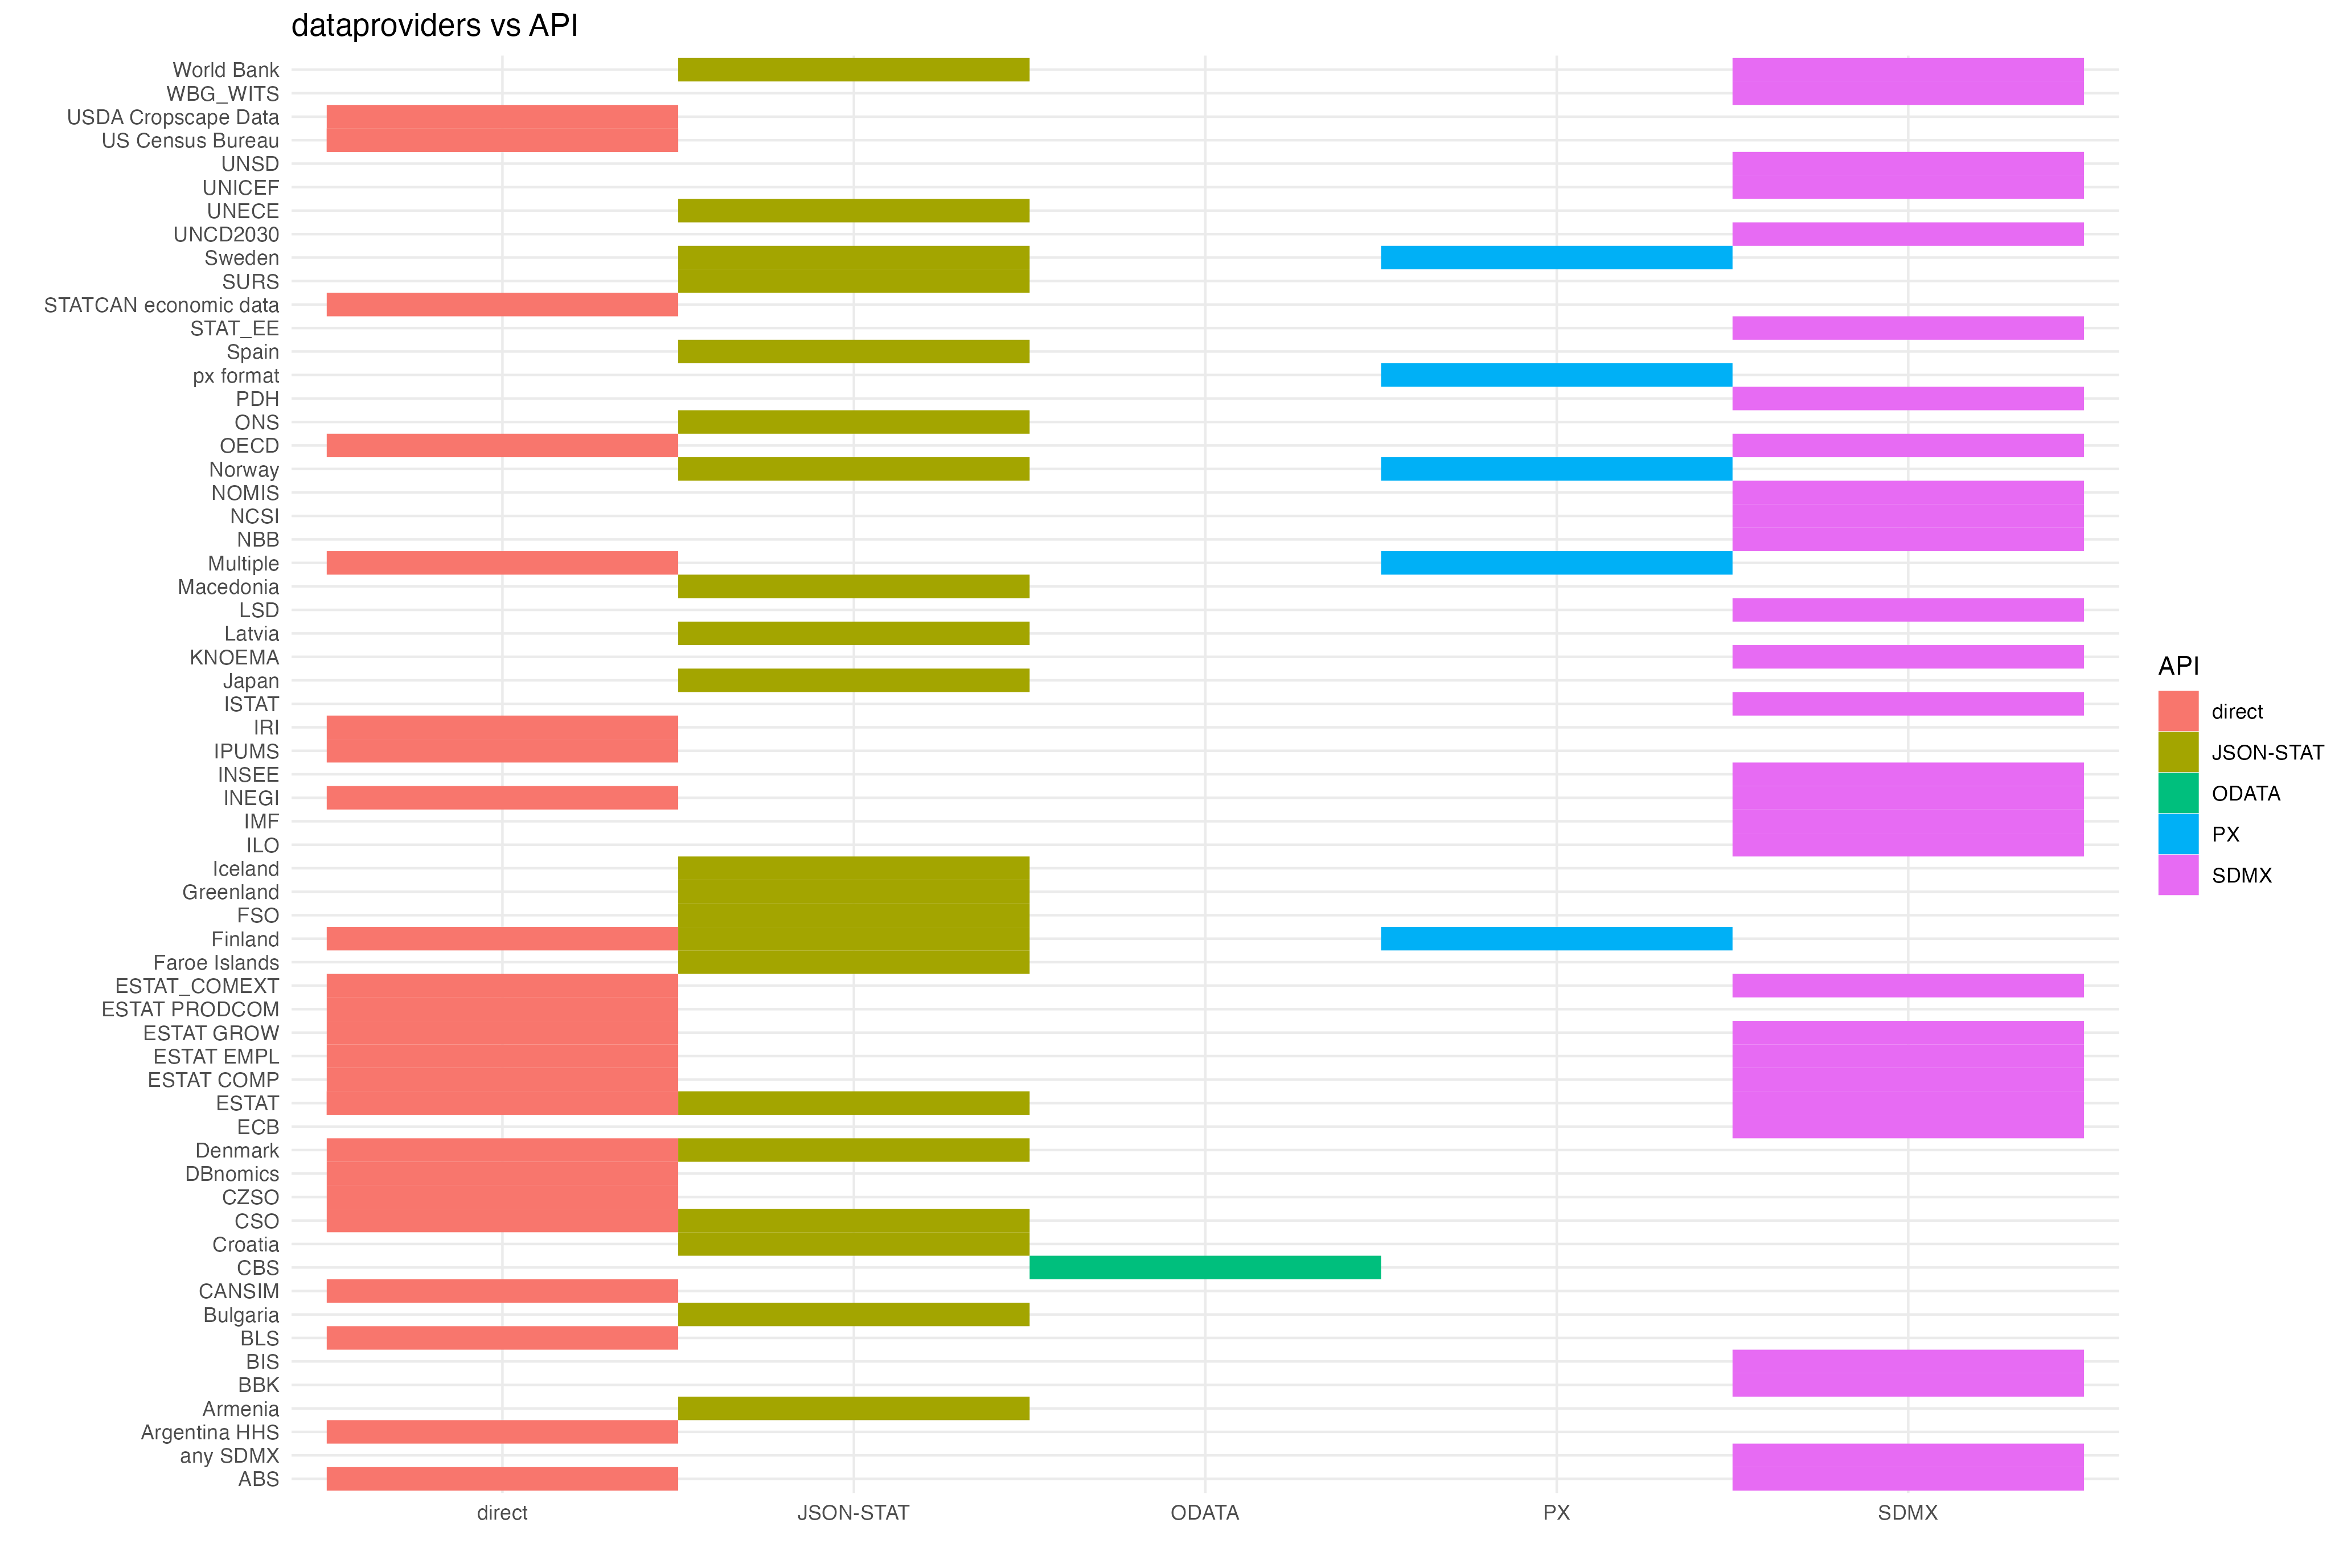 dataproviders vs API
World Bank
WBG_WITS
USDA Cropscape Data
US Census Bureau
UNSD
UNICEF
UNECE
UNCD2030
Sweden
SURS
STATCAN economic data
STAT_EE
Spain
px format
PDH
ONS
OECD
Norway
NOMIS
NCSI
NBB
Multiple
Macedonia
LSD
Latvia
KNOEMA
Japan
ISTAT
IRI
IPUMS
INSEE
INEGI
IMF
ILO
Iceland
Greenland
FSO
Finland
Faroe Islands
ESTAT_COMEXT
ESTAT PRODCOM
ESTAT GROW
ESTAT EMPL
ESTAT COMP
ESTAT
ECB
Denmark
DBnomics
CZSO
CSO
Croatia
CBS
CANSIM
Bulgaria
BLS
BIS
BBK
Armenia
Argentina HHS
any SDMX
ABS
direct JSON-STAT ODATA PX SDMX
API
direct
JSON-STAT
ODATA
PX
SDMX